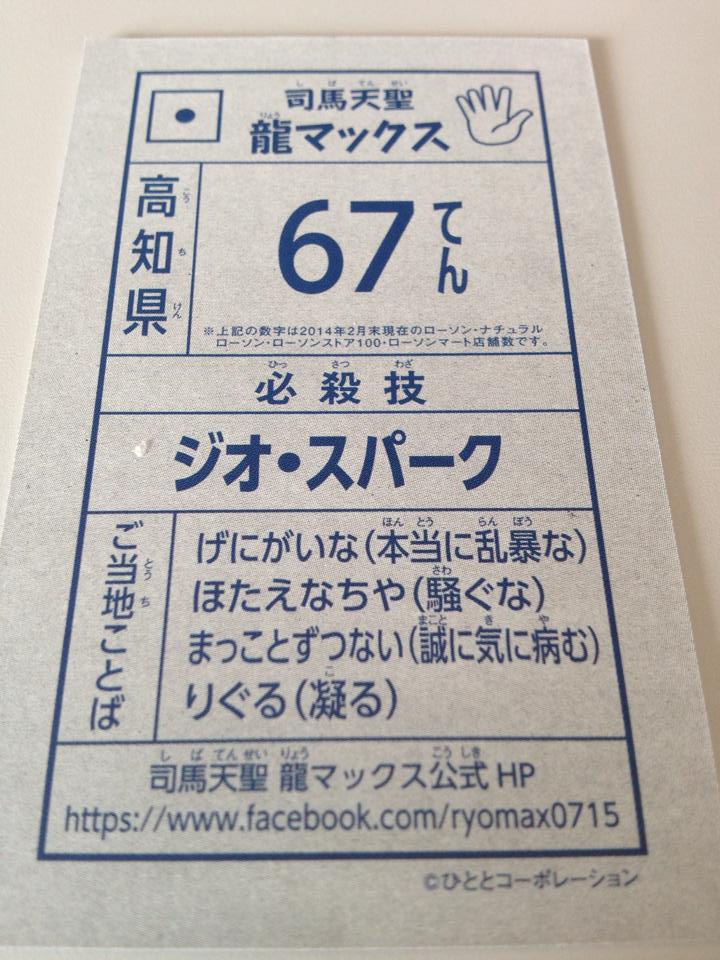 司馬天聖
龍マックス
高知県
67てん
※上記の数字は2014年2月末現在のローソン・ナチュラル
ローソン・ローソンストア100・ローソンマート店舗数です。
必殺技
ジオ・スパーク
ご当地ことば
げにがいな(本当に乱暴な)
ほたえなちや(騒ぐな)
まっことずつない(誠に気に病む)
りぐる(凝る)
司馬天聖 龍マックス公式 HP
https://www.facebook.com/ryomax0715
©ひととコーポレーション